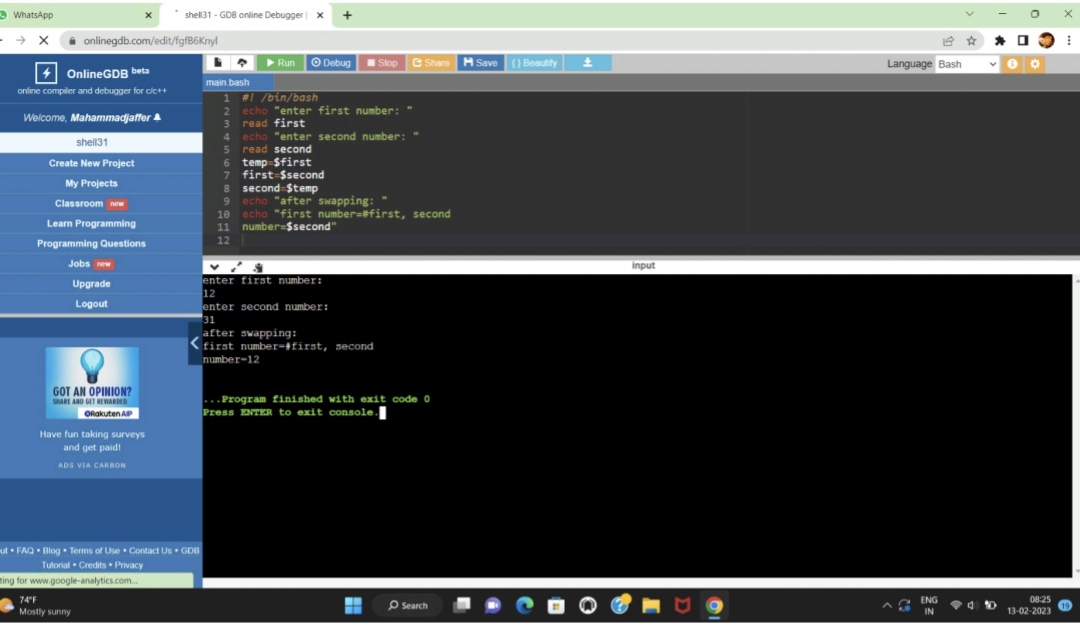 WhatsApp
shell31 - GDB online Debugger |
onlinegdb.com/edit/fgfB6Knyl
OnlineGDB beta
online compiler and debugger for c/c++
Welcome, Mahammadjaffer
shell31
Create New Project
My Projects
Classroom new
Learn Programming
Programming Questions
Jobs new
Upgrade
Logout
GOT AN OPINION?
SHARE AND GET REWARDED.
Rakuten AIP
Have fun taking surveys
and get paid!
ADS VIA CARBON
ut • FAQ • Blog • Terms of Use • Contact Us • GDB
Tutorial • Credits • Privacy
ting for www.google-analytics.com...
Run Debug Stop Share Save {} Beautify
Language Bash
main.bash
1 #! /bin/bash
2 echo "enter first number: "
3 read first
4 echo "enter second number: "
5 read second
6 temp=$first
7 first=$second
8 second=$temp
9 echo "after swapping: "
10 echo "first number=#first, second
11 number=$second"
12
input
enter first number:
12
enter second number:
31
after swapping:
first number=#first, second
number=12
...Program finished with exit code 0
Press ENTER to exit console.
74°F
Mostly sunny
Search
ENG
IN
08:25
13-02-2023
19